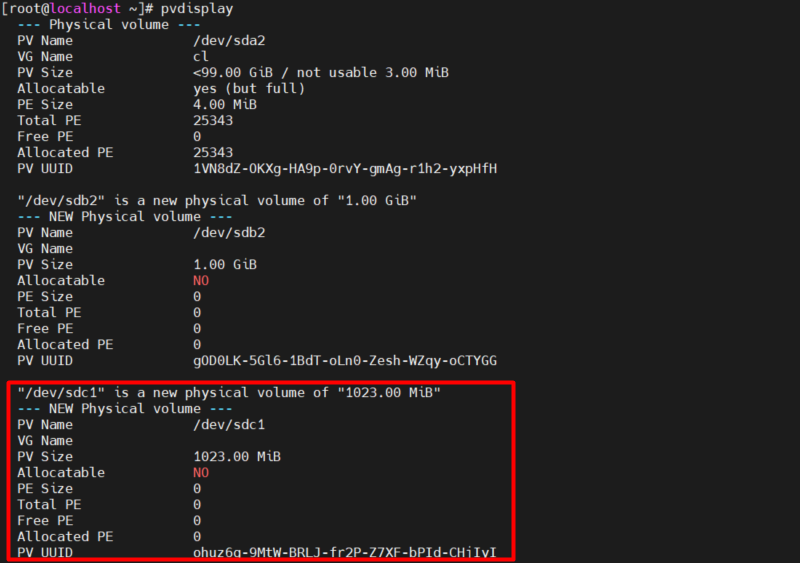 [root@localhost ~]# pvdisplay
--- Physical volume ---
PV Name /dev/sda2
VG Name cl
PV Size <99.00 GiB / not usable 3.00 MiB
Allocatable yes (but full)
PE Size 4.00 MiB
Total PE 25343
Free PE 0
Allocated PE 25343
PV UUID 1VN8dZ-OKXg-HA9p-0rvY-gmAg-r1h2-yxpHfH
"/dev/sdb2" is a new physical volume of "1.00 GiB"
--- NEW Physical volume ---
PV Name /dev/sdb2
VG Name
PV Size 1.00 GiB
Allocatable NO
PE Size 0
Total PE 0
Free PE 0
Allocated PE 0
PV UUID gOD0LK-5Gl6-1BdT-oLn0-Zesh-WZqy-oCTYGG
"/dev/sdc1" is a new physical volume of "1023.00 MiB"
--- NEW Physical volume ---
PV Name /dev/sdc1
VG Name
PV Size 1023.00 MiB
Allocatable NO
PE Size 0
Total PE 0
Free PE 0
Allocated PE 0
PV UUID